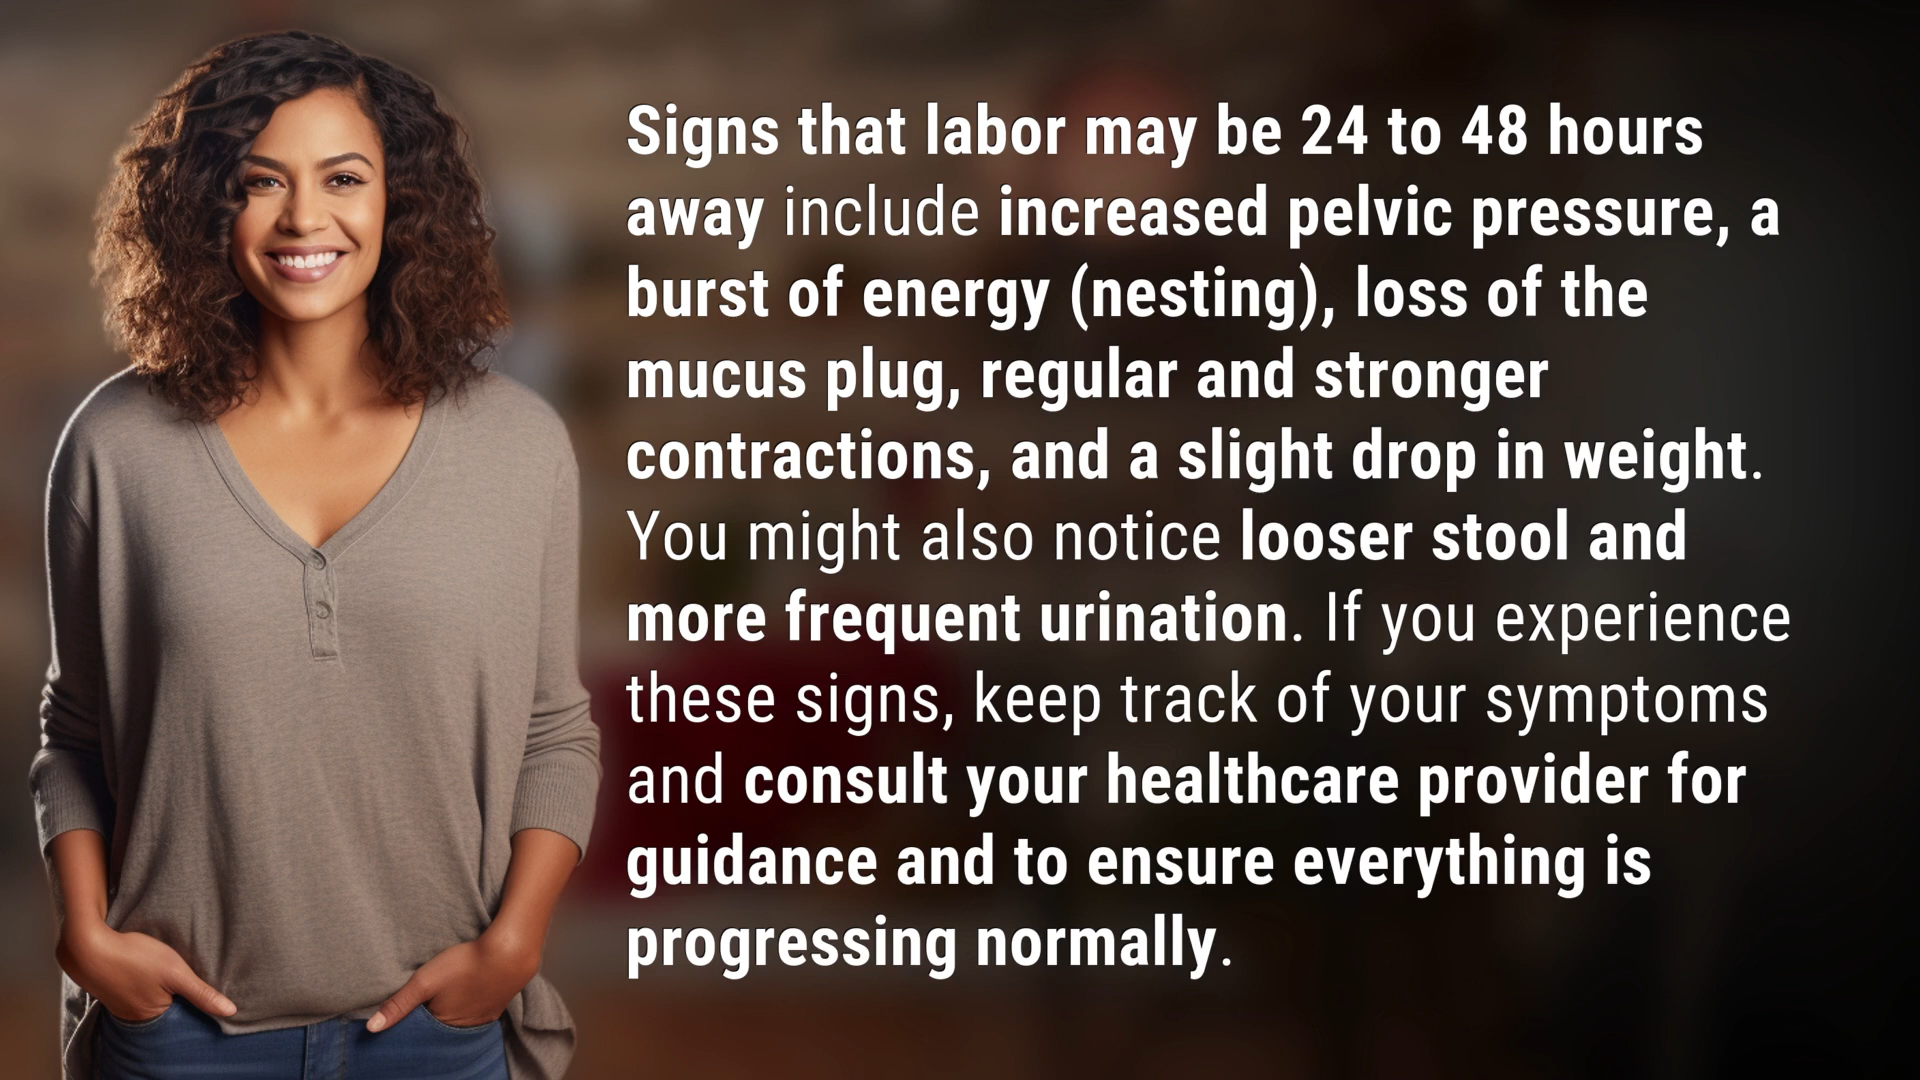 Signs that labor may be 24 to 48 hours
away include increased pelvic pressure, a
burst of energy (nesting), loss of the
mucus plug, regular and stronger
contractions, and a slight drop in weight.
You might also notice looser stool and
more frequent urination. If you experience
these signs, keep track of your symptoms
and consult your healthcare provider for
guidance and to ensure everything is
progressing normally.